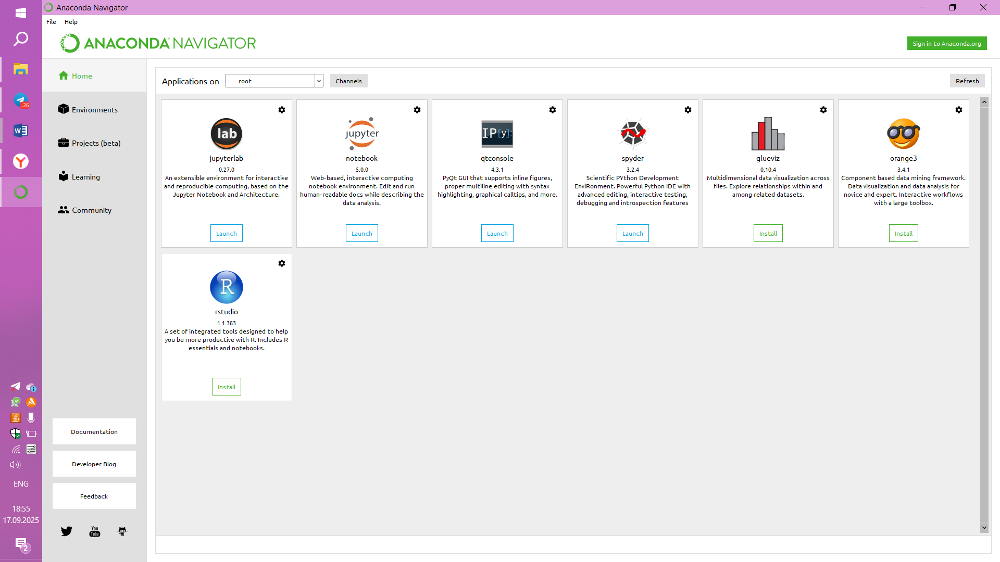 Anaconda Navigator
File Help
ANACONDA NAVIGATOR
Sign in to Anaconda.org
Home
Environments
Projects (beta)
Learning
Community
Documentation
Developer Blog
Feedback
You
Tube
Applications on root Channels Refresh
lab
jupyterlab
0.27.0
An extensible environment for interactive
and reproducible computing, based on the
Jupyter Notebook and Architecture.
Launch
jupyter
notebook
5.0.0
Web-based, interactive computing
notebook environment. Edit and run
human-readable docs while describing the
data analysis.
Launch
IP[y]:
qtconsole
4.3.1
PyQt GUI that supports inline figures,
proper multiline editing with syntax
highlighting, graphical calltips, and more.
Launch
spyder
3.2.4
Scientific PYthon Development
EnviRonment. Powerful Python IDE with
advanced editing, interactive testing,
debugging and introspection features
Launch
glueviz
0.10.4
Multidimensional data visualization across
files. Explore relationships within and
among related datasets.
Install
orange3
3.4.1
Component based data mining framework.
Data visualization and data analysis for
novice and expert. Interactive workflows
with a large toolbox.
Install
R
rstudio
1.1.383
A set of integrated tools designed to help
you be more productive with R. Includes R
essentials and notebooks.
Install
..26
W
Y
ENG
18:55
17.09.2025
2